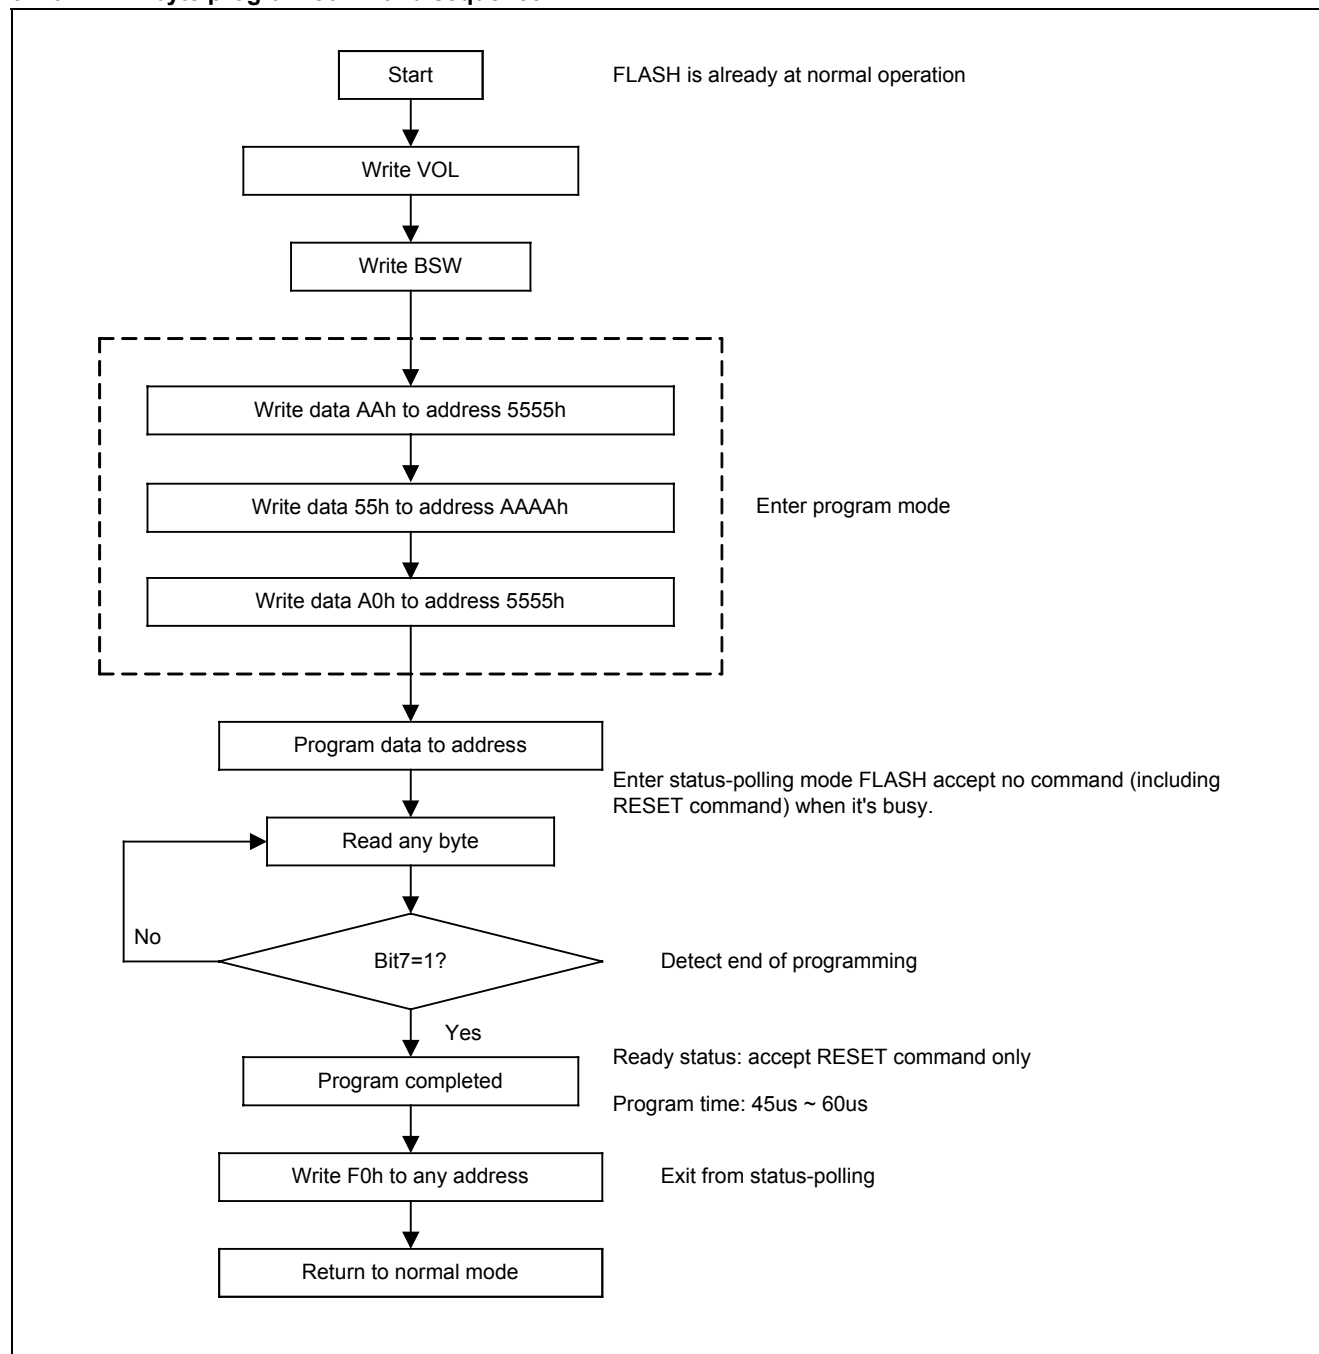 byte program command sequence
Start
FLASH is already at normal operation
Write VOL
Write BSW
Write data AAh to address 5555h
Write data 55h to address AAAAh
Enter program mode
Write data A0h to address 5555h
Program data to address
Enter status-polling mode FLASH accept no command (including
RESET command) when it's busy.
Read any byte
No
Bit7=1?
Detect end of programming
Yes
Ready status: accept RESET command only
Program completed
Program time: 45us ~ 60us
Write F0h to any address
Exit from status-polling
Return to normal mode